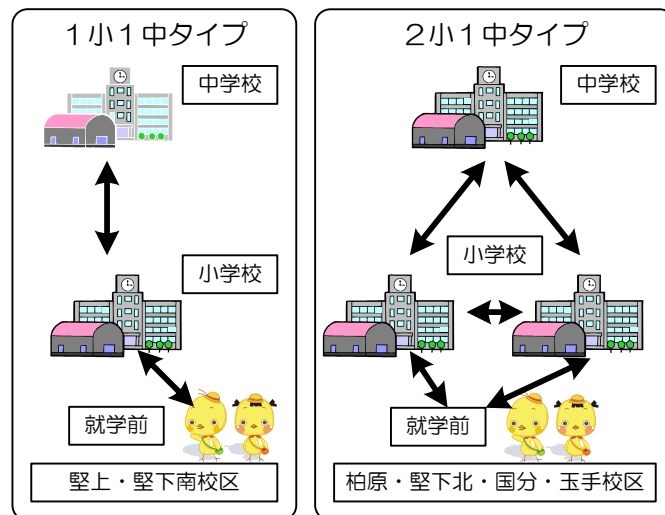 １小１中タイプ
中学校
小学校
就学前
堅上・堅下南校区
２小１中タイプ
中学校
小学校
就学前
柏原・堅下北・国分・玉手校区